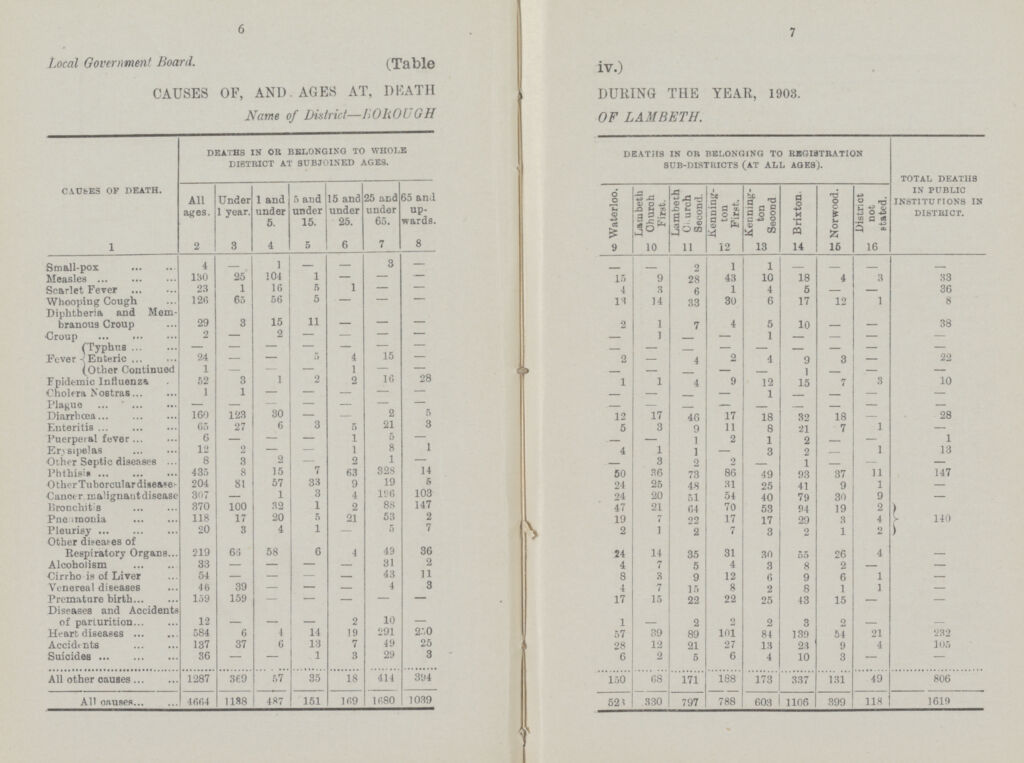 6
Local Government Board. (Table
CAUSES OF, AND AGES AT, DEATH
Name of District—BOROUGH
CAUSES OF DEATH.
DEATHS IN OR BELONGING TO WHOLE
DISTRICT AT SUBJOINED AGES.
All ages. Under 1 year. 1 and under 5. 5 and under 15. 15 and under 25. 25 and under 65. 65 and upwards.
1 2 3 4 5 6 7 8
Small-pox ... ... 4 — 1 — — 3 —
Measles ... ... ... 130 25 104 1 — — —
Scarlet Fever ... ... 23 1 16 5 1 — —
Whooping Cough ... 126 65 56 5 — — —
Diphtheria and Mem-
branous Croup ... 29 3 15 11 — — —
Croup ... ... ... 2 — 2 — — — —
(Typhus ... ... — — — — — — —
Fever {Enteric ... ... 24 — — 5 4 15 —
(Other Continued 1 — — — 1 — —
Epidemic Influenza . 52 3 1 2 2 16 28
Cholera Nostras... ... 1 1 — — — — —
Plague ... ... ... — — — — — — —
Diarrhœa... ... ... 160 123 30 — — 2 5
Enteritis ... ... ... 65 27 6 3 5 21 3
Puerperal fever ... ... 6 — — — 1 5 —
Erysipelas ... ... 12 2 — — 1 8 1
Other Septic diseases ... 8 3 2 — 2 1 —
Phthisis ... ... ... 435 8 15 7 63 328 14
Other Tubercular diseases 204 81 57 33 9 19 5
Cancer, malignant disease 307 — 1 3 4 196 103
Bronchitis ... ... 370 100 32 1 2 88 147
Pneumonia ... ... 118 17 20 5 21 53 2
Pleurisy ... ... ... 20 3 4 1 — 5 7
Other diseases of
Respiratory Organs... 219 66 58 6 4 49 36
Alcoholism ... ... 33 — — — — 31 2
Cirrhosis of Liver ... 54 — — — — 43 11
Venereal diseases ... 46 39 — — — 4 3
Premature birth... ... 159 159 — — — — —
Diseases and Accidents
of parturition... ... 12 — — — 2 10 —
Heart diseases ... ... 584 6 4 14 19 291 250
Accidents ... ... 137 37 6 13 7 49 25
Suicides ... ... ... 36 — — 1 3 29 3
All other causes ... ... 1287 369 57 35 18 414 394
All causes... ... 4664 1138 487 151 169 1680 1039
7
iv.)
DURING THE YEAR, 1903.
OF LAMBETH.
DEATHS IN OR BELONGING TO REGISTRATION
SUB-DISTRICTS (AT ALL AGES).
TOTAL DEATHS
IN PUBLIC
INSTITUTIONS IN
DISTRICT.
Waterloo. Lambeth Church First. Lambeth Church Second. Kennington First. Kennington Second Brixton. Norwood. District not stated.
9 10 11 12 13 14 15 16
— — 2 1 1 — — — —
15 9 28 43 10 18 4 3 33
4 3 6 1 4 5 — — 36
13 14 33 30 6 17 12 1 8
2 1 7 4 5 10 — — 38
— 1 — — 1 — — — —
— — — — — — — — —
2 — 4 2 4 9 3 — 22
— — — — — 1 — — —
1 1 4 9 12 15 7 3 10
— — — — 1 — — — —
— — — — — — — — —
12 17 46 17 18 32 18 — 28
5 3 9 11 8 21 7 1 —
— — 1 2 1 2 — — 1
4 1 1 — 3 2 — 1 13
— 3 2 2 — 1 — — —
50 36 73 86 49 93 37 11 147
24 25 48 31 25 41 9 1 —
24 20 51 54 40 79 30 9 —
47 21 64 70 53 94 19 2
19 7 22 17 17 29 3 4 } 140
2 1 2 7 3 2 1 2
24 14 35 31 30 55 26 4 —
4 7 5 4 3 8 2 — —
8 3 9 12 6 9 6 1 —
4 7 15 8 2 8 1 1 —
17 15 22 22 25 43 15 — —
1 — 2 2 2 3 2 — —
57 39 89 101 84 139 54 21 232
28 12 21 27 13 23 9 4 105
6 2 5 6 4 10 3 — —
150 68 171 188 173 337 131 49 806
523 330 797 788 603 1106 399 118 1619